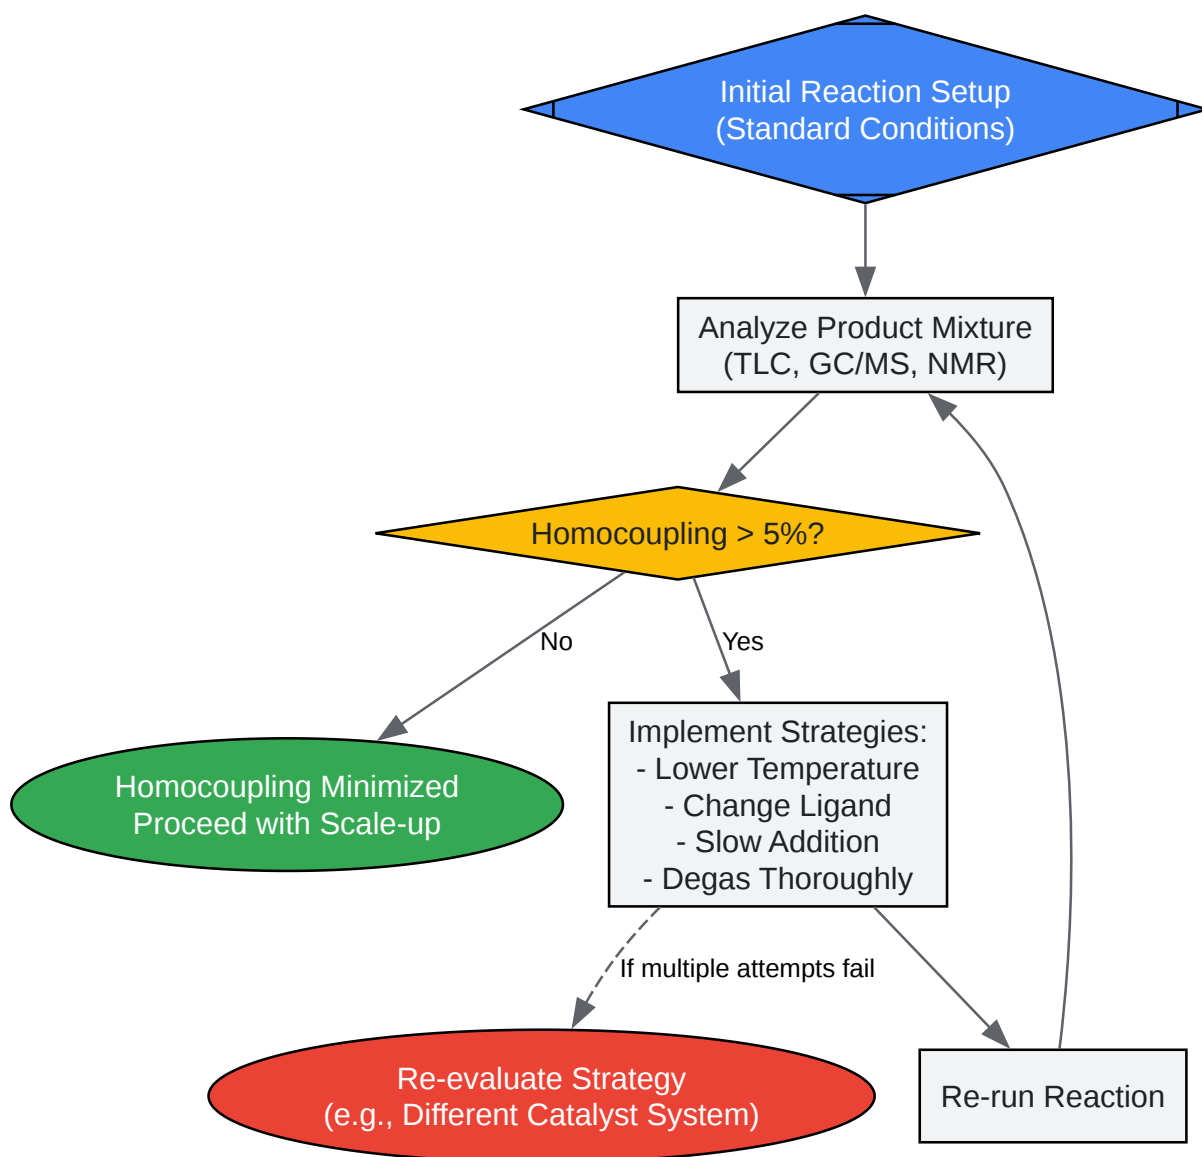 Initial Reaction Setup
(Standard Conditions)
Analyze Product Mixture
(TLC, GC/MS, NMR)
Homocoupling > 5%?
No
Yes
Implement Strategies:
- Lower Temperature
- Change Ligand
- Slow Addition
- Degas Thoroughly
Homocoupling Minimized
Proceed with Scale-up
If multiple attempts fail
Re-evaluate Strategy
(e.g., Different Catalyst System)
Re-run Reaction